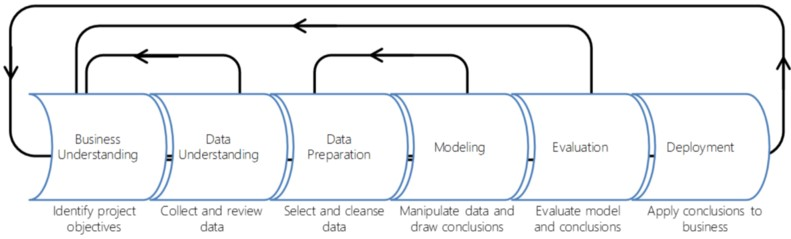 Business
Understanding
Data
Understanding
Data
Preparation
Modeling
Evaluation
Deployment
Identify project
objectives
Collect and review
data
Select and cleanse
data
Manipulate data and
draw conclusions
Evaluate model
and conclusions
Apply conclusions to
business